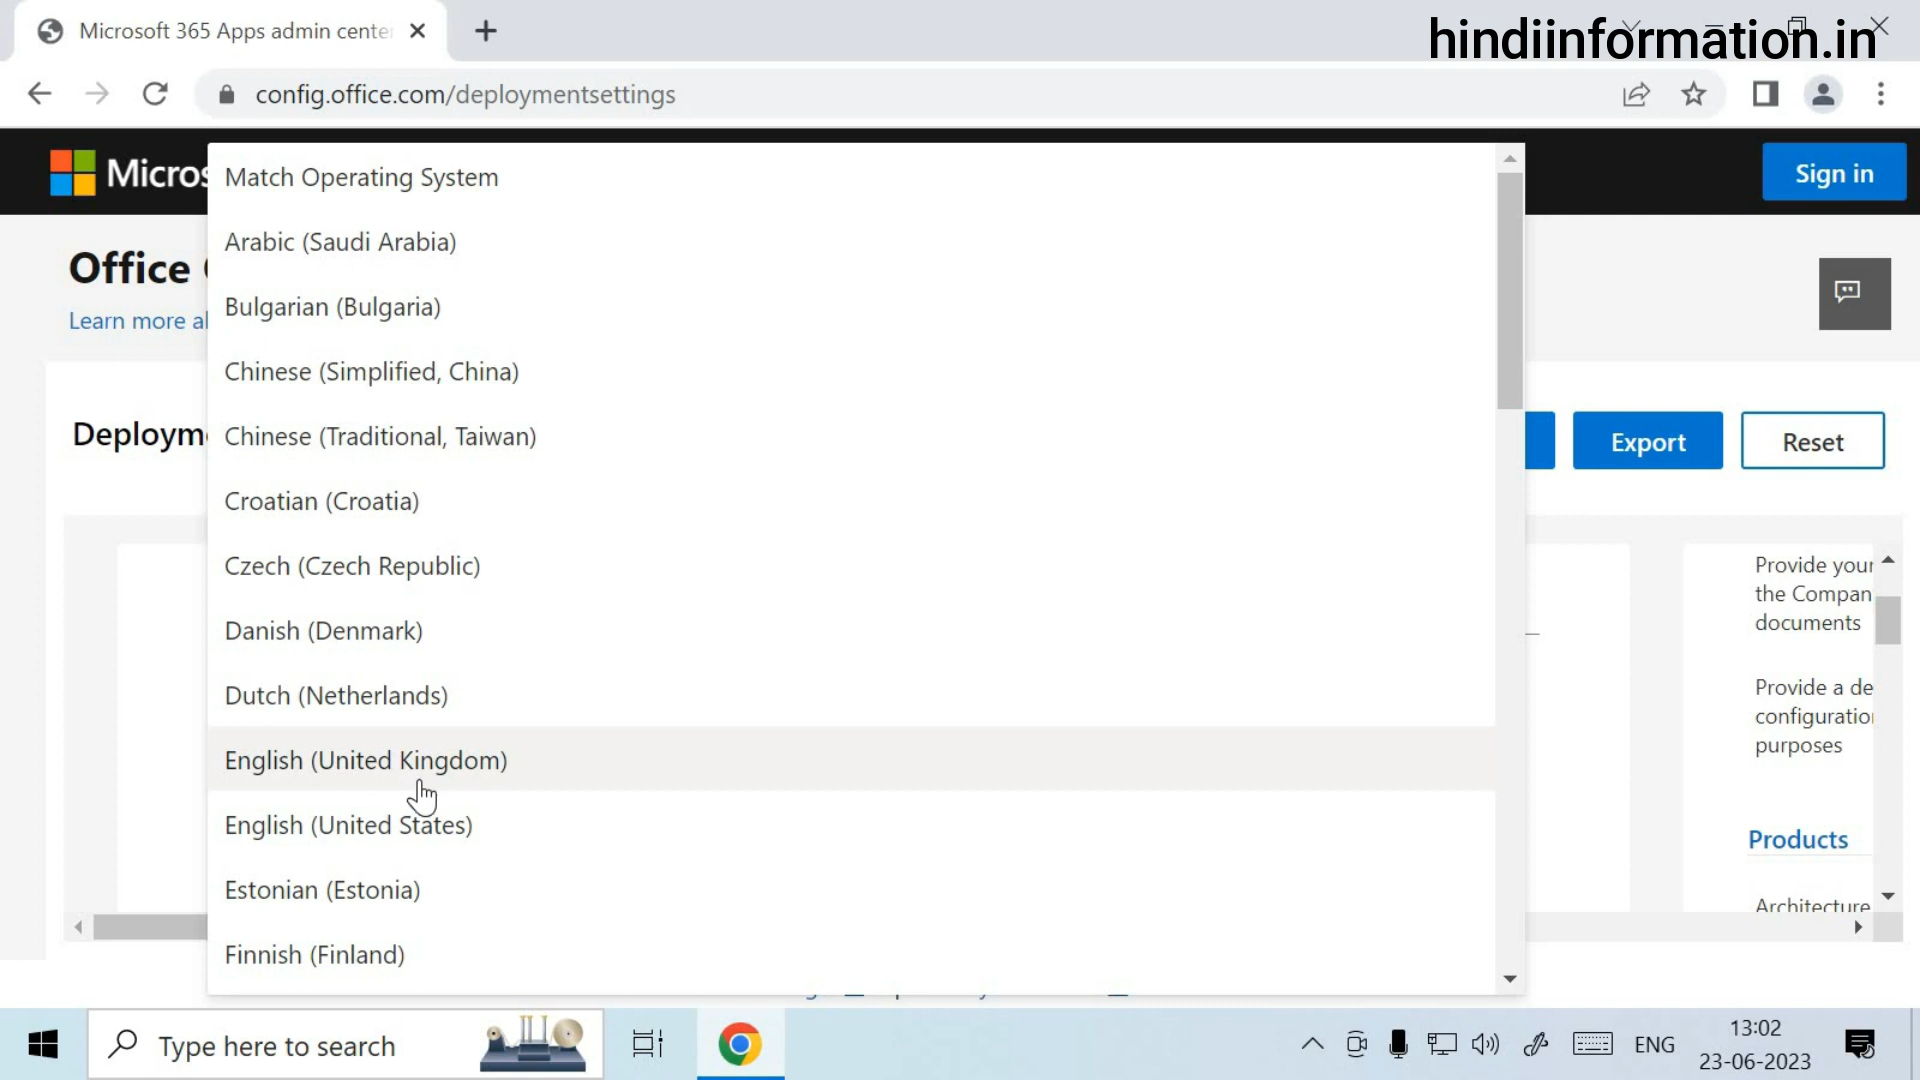 Microsoft 365 Apps admin cente
hindiinformation.in
config.office.com/deploymentsettings
Micros
Sign in
Match Operating System
Arabic (Saudi Arabia)
Office
Learn more al
Bulgarian (Bulgaria)
Chinese (Simplified, China)
Deploym
Chinese (Traditional, Taiwan)
Export
Reset
Croatian (Croatia)
Czech (Czech Republic)
Danish (Denmark)
Dutch (Netherlands)
English (United Kingdom)
English (United States)
Estonian (Estonia)
Finnish (Finland)
Provide your
the Compan
documents
Provide a de
configuration
purposes
Products
Architecture
Type here to search
ENG
13:02
23-06-2023